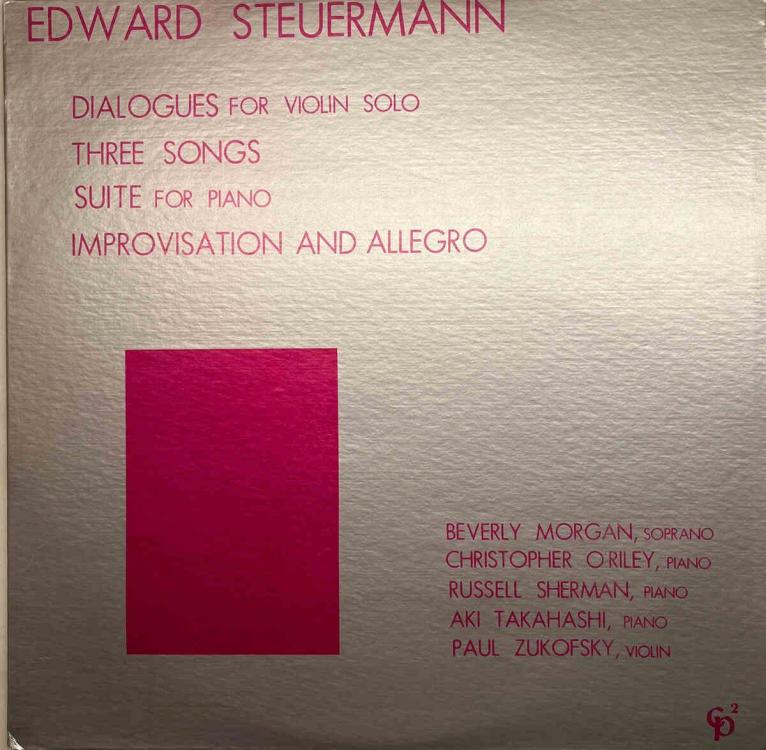 EDWARD STEUERMANN
DIALOGUES FOR VIOLIN SOLO
THREE SONGS
SUITE FOR PIANO
IMPROVISATION AND ALLEGRO
BEVERLY MORGAN, SOPRANO
CHRISTOPHER O'RILEY, PIANO
RUSSELL SHERMAN, PIANO
AKI TAKAHASHI, PIANO
PAUL ZUKOFSKY, VIOLIN
CP²